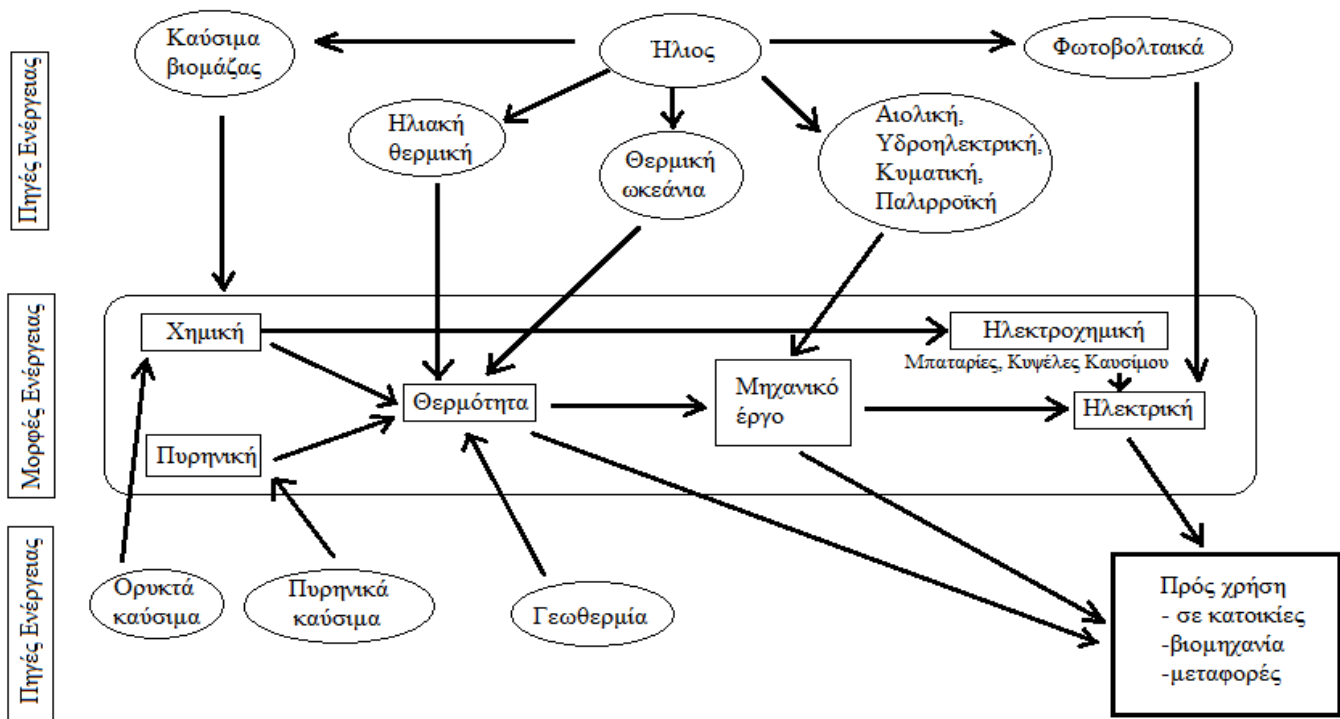 Πηγές Ενέργειας
Καύσιμα
βιομάζας
Ήλιος
Φωτοβολταικά
Ηλιακή
θερμική
Θερμική
ωκεάνια
Αιολική,
Υδροηλεκτρική,
Κυματική,
Παλιρροϊκή
Μορφές Ενέργειας
Χημική
Ηλεκτροχημική
Μπαταρίες, Κυψέλες Καυσίμου
Θερμότητα
Μηχανικό
έργο
Ηλεκτρική
Πυρηνική
Πηγές Ενέργειας
Ορυκτά
καύσιμα
Πυρηνικά
καύσιμα
Γεωθερμία
Πρός χρήση
- σε κατοικίες
-βιομηχανία
-μεταφορές